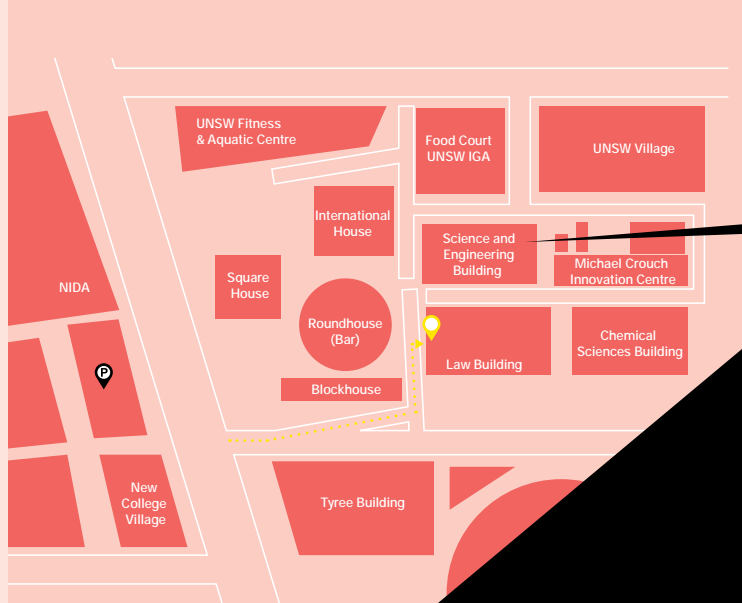 UNSW Fitness
& Aquatic Centre
Food Court
UNSW IGA
UNSW Village
International
House
Science and
Engineering
Building
Michael Crouch
Innovation Centre
Square
House
NIDA
Roundhouse
(Bar)
Chemical
Sciences Building
Law Building
P
Blockhouse
New
College
Village
Tyree Building